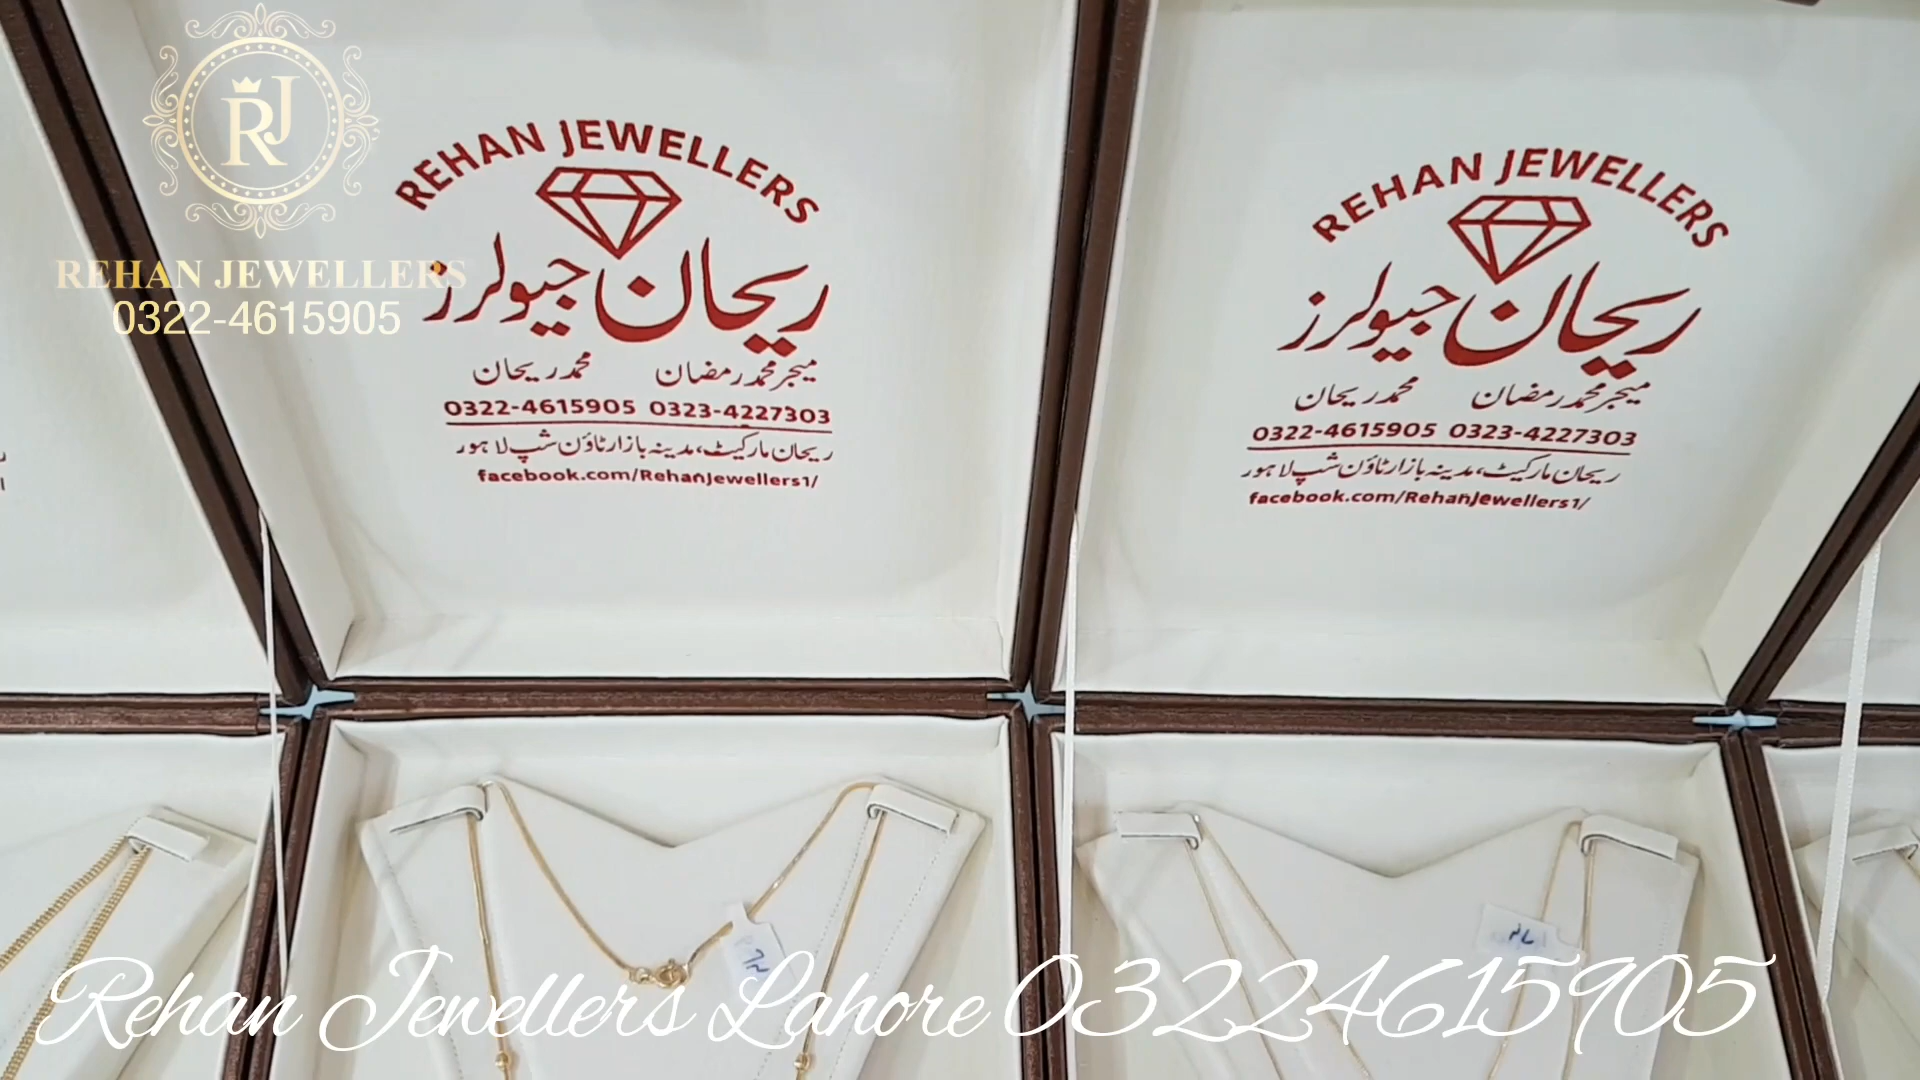 RJ
REHAN JEWELLERS
0322-4615905
REHAN JEWELLERS
ریحان جیولرز
میجر محمد رمضان محمد ریحان
0322-4615905 0323-4227303
ریحان مارکیٹ، مدینہ بازار ٹاؤن شپ لاہور
facebook.com/RehanJewellers1/
REHAN JEWELLERS
ریحان جیولرز
میجر محمد رمضان محمد ریحان
0322-4615905 0323-4227303
ریحان مارکیٹ، مدینہ بازار ٹاؤن شپ لاہور
facebook.com/RehanJewellers1/
Rehan Jewellers Lahore 03224615905